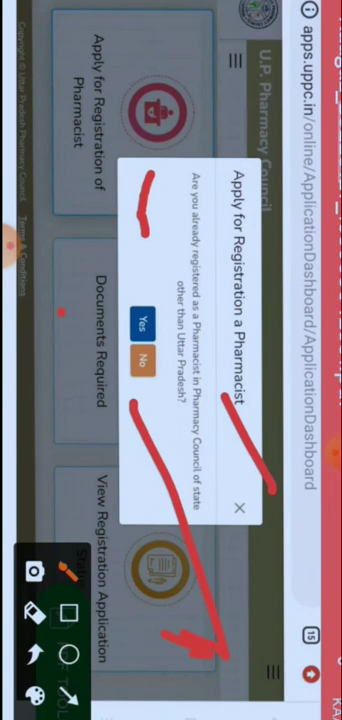 apps.uppc.in/online/ApplicationDashboard/ApplicationDashboard
15
U.P. Pharmacy Council
Apply for Registration a Pharmacist
Are you already registered as a Pharmacist in Pharmacy Council of state
other than Uttar Pradesh?
Yes
No
Apply for Registration of
Pharmacist
Documents Required
View Registration Application
Copyright © Uttar Pradesh Pharmacy Council
Terms & Conditions